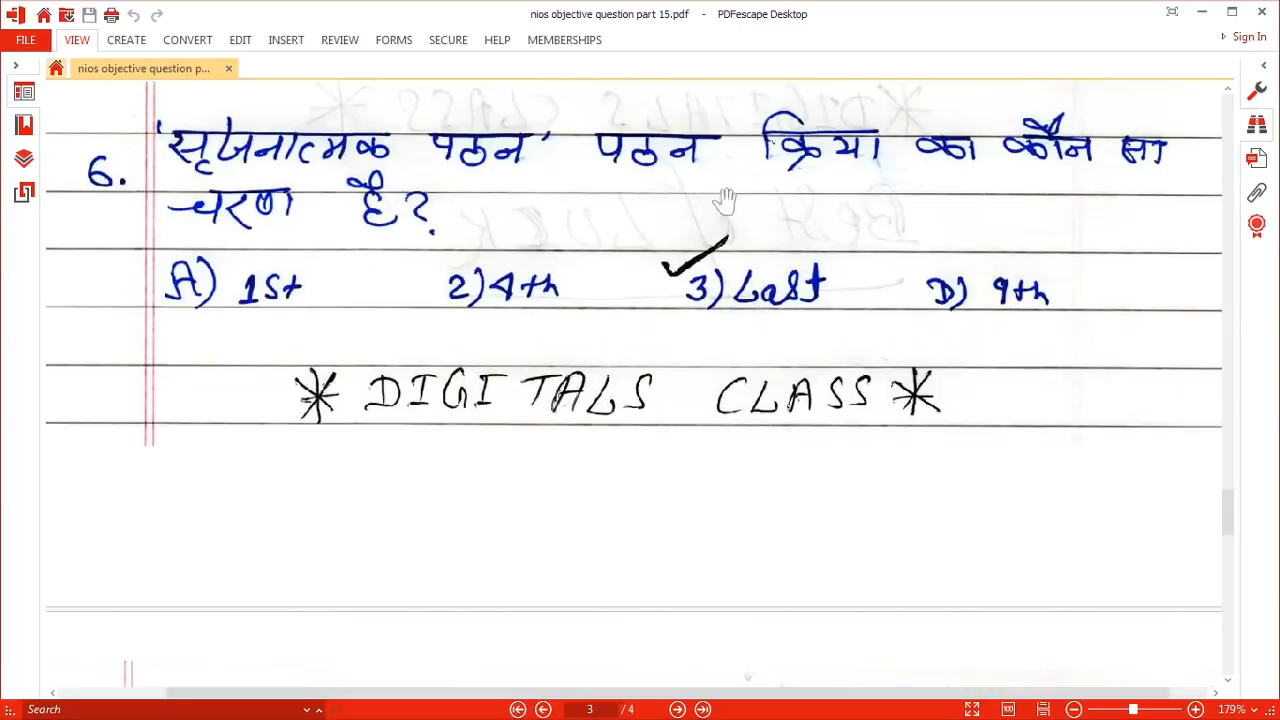 nios objective question part 15.pdf - PDFescape Desktop
FILE VIEW CREATE CONVERT EDIT INSERT REVIEW FORMS SECURE HELP MEMBERSHIPS Sign In
nios objective question p... ×
'सृजनात्मक पठन' पठन क्रिया का कौन सा
6. चरण है?
A) 1st 2) 4th 3) Last D) 9th
* DIGITALS CLASS *
Search 3 / 4 179%